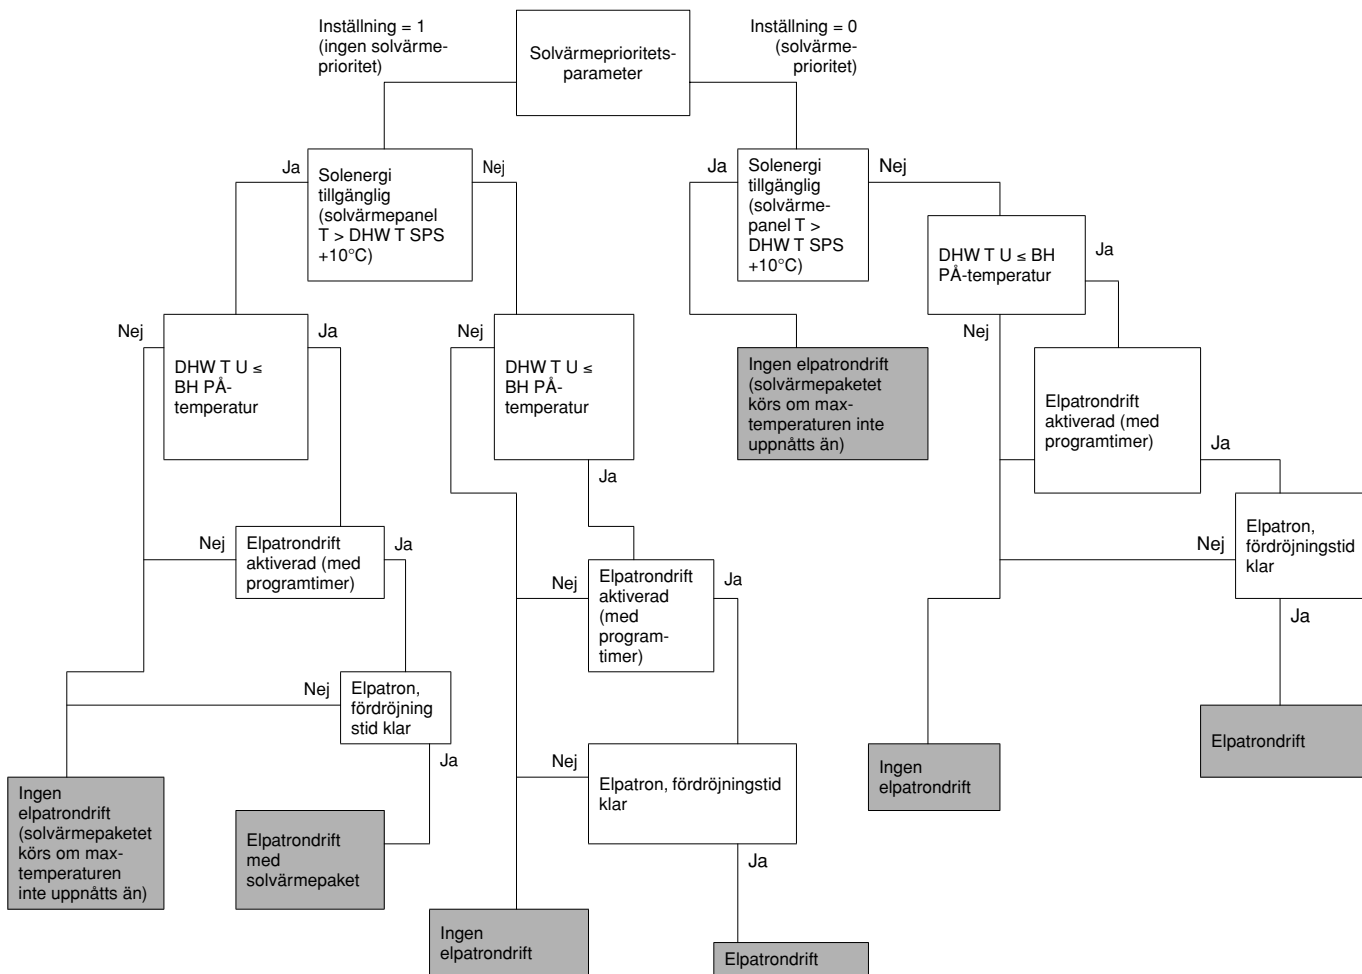 Inställning = 1
(ingen solvärme-
prioritet)
Solvärmeprioritets-
parameter
Inställning = 0
(solvärme-
prioritet)
Ja
Solenergi
tillgänglig
(solvärmepanel
T > DHW T SPS
+10°C)
Nej
Ja
Solenergi
tillgänglig
(solvärme-
panel T >
DHW T SPS
+10°C)
Nej
DHW T U ≤ BH
PÅ-temperatur
Ja
Nej
Nej
DHW T U ≤
BH PÅ-
temperatur
Ja
Nej
DHW T U ≤
BH PÅ-
temperatur
Ja
Ingen elpatrondrift
(solvärmepaketet
körs om max-
temperaturen inte
uppnåtts än)
Elpatrondrift
aktiverad (med
programtimer)
Ja
Nej
Elpatrondrift
aktiverad (med
programtimer)
Ja
Nej
Elpatrondrift
aktiverad
(med
program-
timer)
Ja
Nej
Elpatron,
fördröjningstid
klar
Ja
Nej
Elpatron,
fördröjning
stid klar
Ja
Nej
Elpatron, fördröjningstid
klar
Ja
Ingen
elpatrondrift
Elpatrondrift
Ingen
elpatrondrift
(solvärmepaketet
körs om max-
temperaturen
inte uppnåtts än)
Elpatrondrift
med
solvärmepaket
Ingen
elpatrondrift
Elpatrondrift